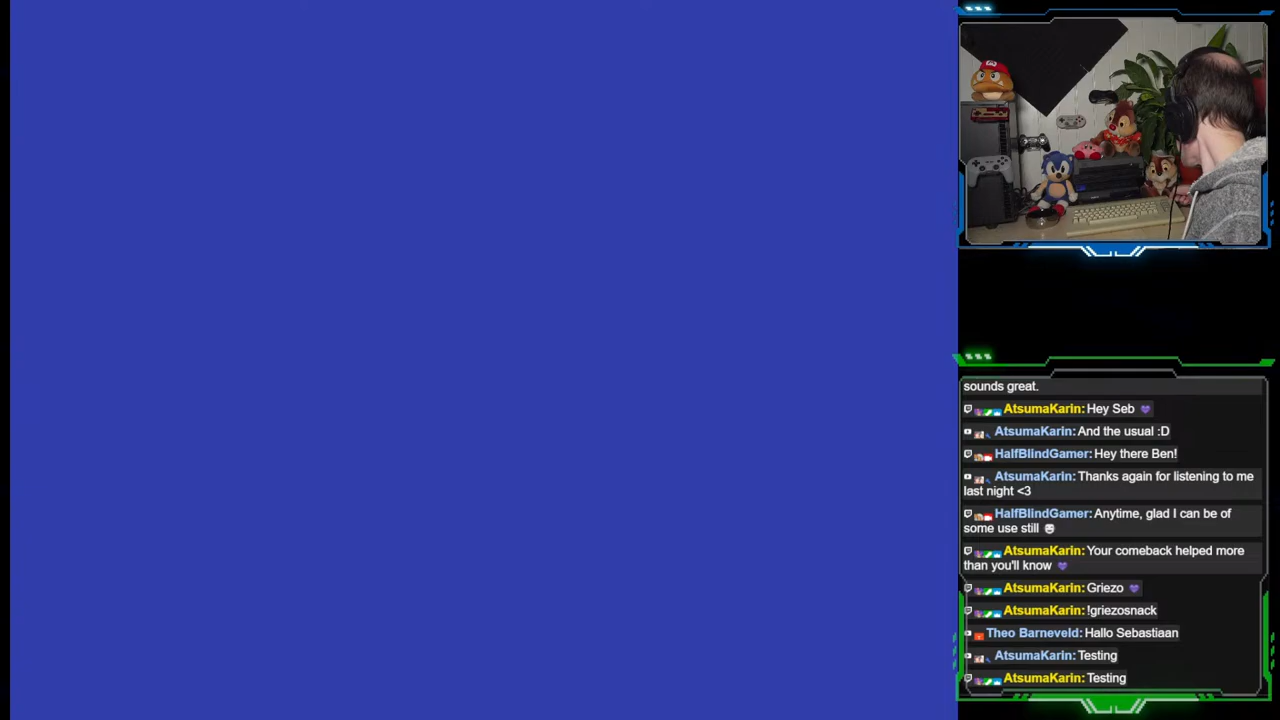 sounds great.
AtsumaKarin: Hey Seb
AtsumaKarin: And the usual :D
HalfBlindGamer: Hey there Ben!
AtsumaKarin: Thanks again for listening to me
last night <3
HalfBlindGamer: Anytime, glad I can be of
some use still
AtsumaKarin: Your comeback helped more
than you'll know
AtsumaKarin: Griezo
AtsumaKarin: !griezosnack
Theo Barneveld: Hallo Sebastiaan
AtsumaKarin: Testing
AtsumaKarin: Testing